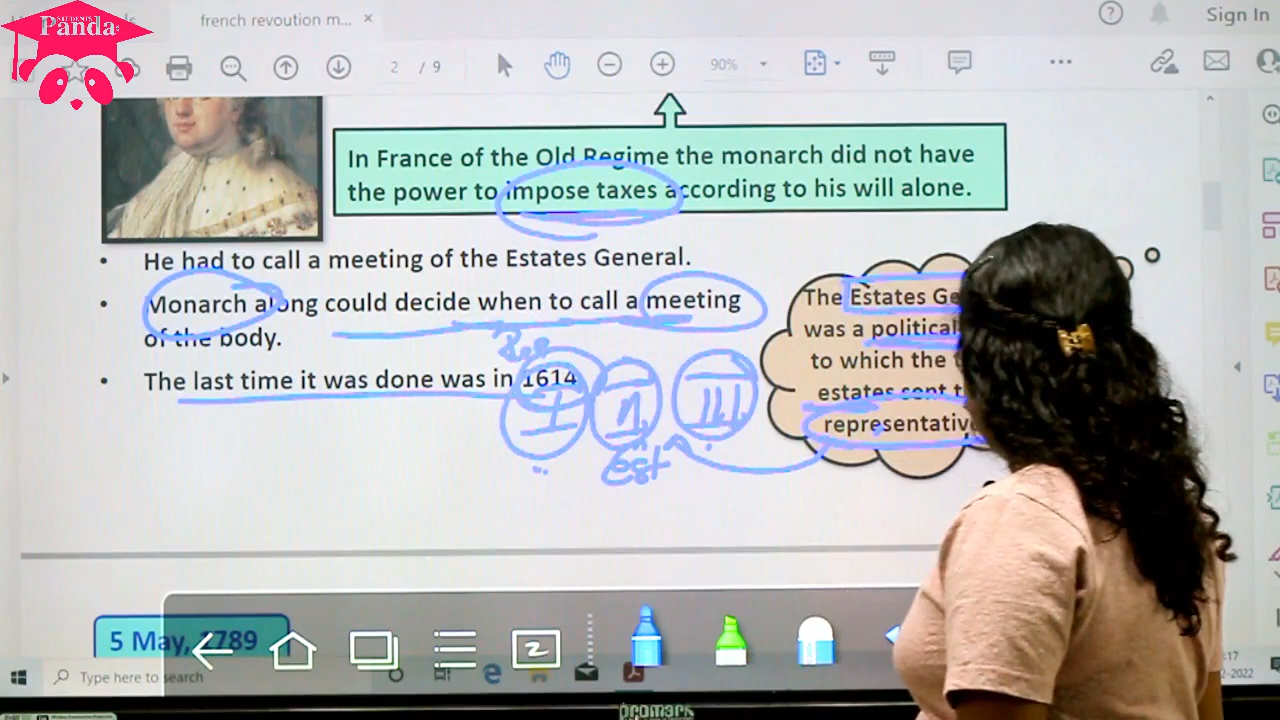 STUDENTS
Panda
french revoution m...
Sign In
2 / 9
90%
In France of the Old Regime the monarch did not have
the power to impose taxes according to his will alone.
• He had to call a meeting of the Estates General.
• Monarch along could decide when to call a meeting
of the body.
• The last time it was done was in 1614
The Estates Ge
was a political
to which the
estates sent
representativ
I II III
Est
5 May, 1789
Type here to search
promark